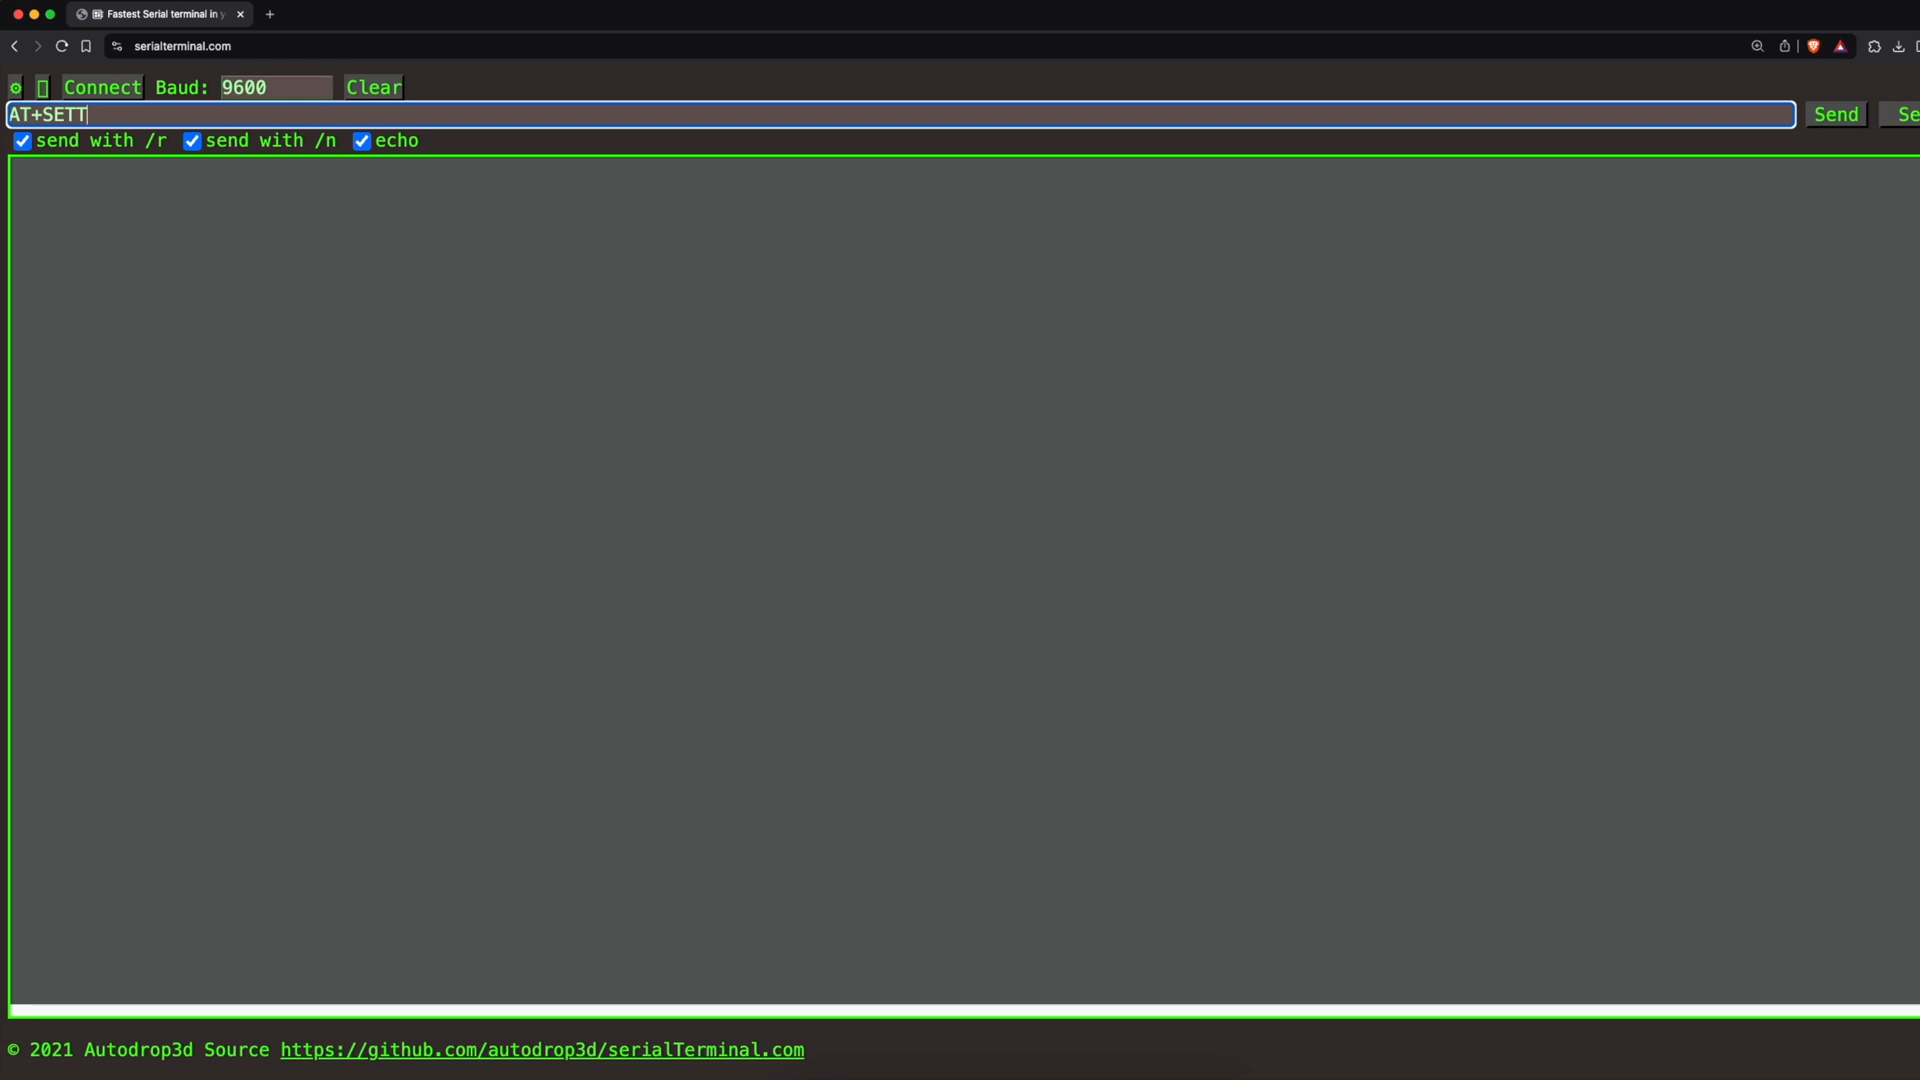 Fastest Serial terminal in y
serialterminal.com
Connect Baud: 9600 Clear
AT+SETT Send Se
send with /r send with /n echo
© 2021 Autodrop3d Source https://github.com/autodrop3d/serialTerminal.com